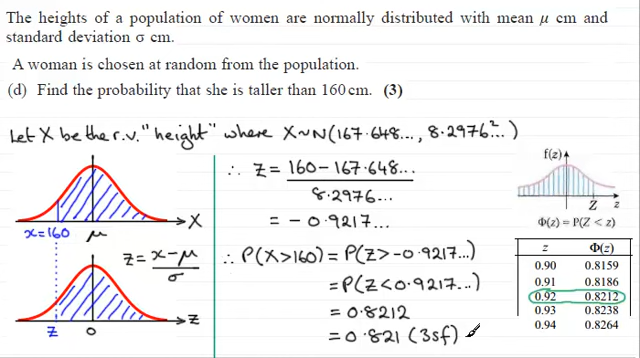 The heights of a population of women are normally distributed with mean μ cm and
standard deviation σ cm.
A woman is chosen at random from the population.
(d) Find the probability that she is taller than 160 cm. (3)
Let X be the r.v. "height" where X~N(167·648..., 8.2976²...)
X
x=160 μ
z = x-μ / σ
Z
z 0
∴ Z = 160 - 167·648... / 8.2976...
= -0.9217...
∴ P(X>160) = P(Z>-0.9217...)
= P(Z<0.9217...)
= 0.8212
= 0.821 (3sf)
f(z)
Z z
Φ(z) = P(Z < z)
z Φ(z)
0.90 0.8159
0.91 0.8186
0.92 0.8212
0.93 0.8238
0.94 0.8264